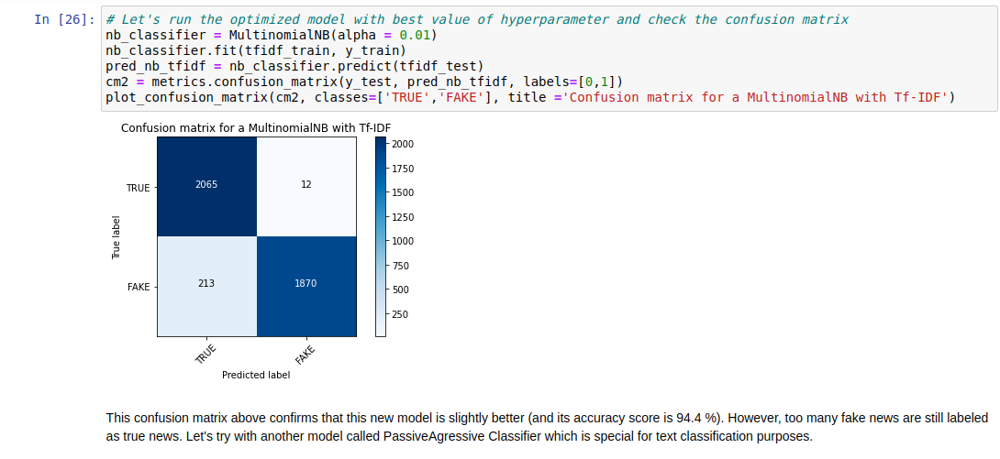 In [26]: # Let's run the optimized model with best value of hyperparameter and check the confusion matrix
nb_classifier = MultinomialNB(alpha = 0.01)
nb_classifier.fit(tfidf_train, y_train)
pred_nb_tfidf = nb_classifier.predict(tfidf_test)
cm2 = metrics.confusion_matrix(y_test, pred_nb_tfidf, labels=[0,1])
plot_confusion_matrix(cm2, classes=['TRUE','FAKE'], title ='Confusion matrix for a MultinomialNB with Tf-IDF')
Confusion matrix for a MultinomialNB with Tf-IDF
True label
TRUE 2065 12
FAKE 213 1870
TRUE FAKE
Predicted label
2000
1750
1500
1250
1000
750
500
250
This confusion matrix above confirms that this new model is slightly better (and its accuracy score is 94.4 %). However, too many fake news are still labeled
as true news. Let's try with another model called PassiveAgressive Classifier which is special for text classification purposes.